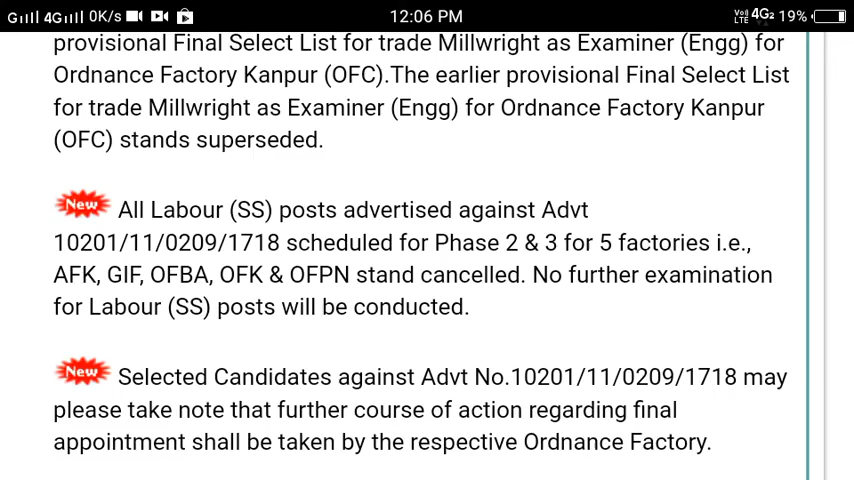 G 4G 0K/s 12:06 PM VoII LTE 4G2 19%
provisional Final Select List for trade Millwright as Examiner (Engg) for
Ordnance Factory Kanpur (OFC).The earlier provisional Final Select List
for trade Millwright as Examiner (Engg) for Ordnance Factory Kanpur
(OFC) stands superseded.
New All Labour (SS) posts advertised against Advt
10201/11/0209/1718 scheduled for Phase 2 & 3 for 5 factories i.e.,
AFK, GIF, OFBA, OFK & OFPN stand cancelled. No further examination
for Labour (SS) posts will be conducted.
New Selected Candidates against Advt No.10201/11/0209/1718 may
please take note that further course of action regarding final
appointment shall be taken by the respective Ordnance Factory.